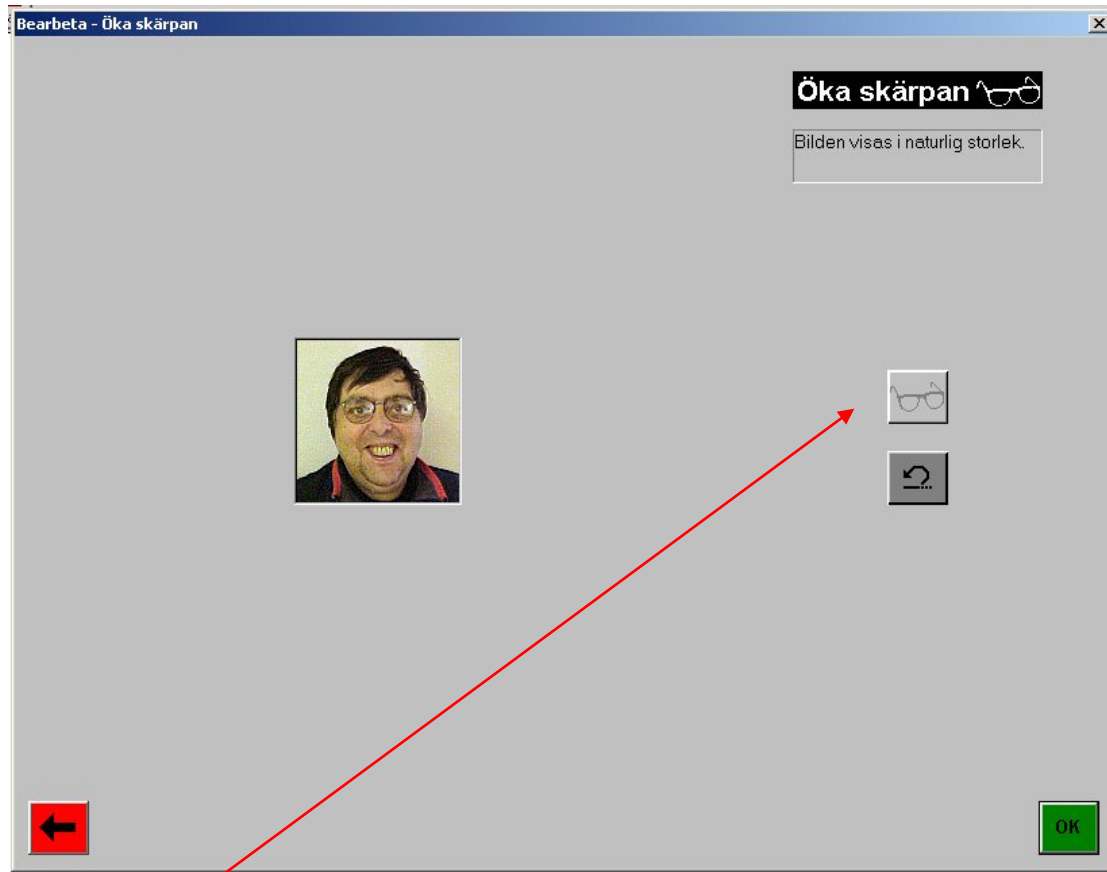 Bearbeta - Öka skärpan
Öka skärpan
Bilden visas i naturlig storlek.
OK